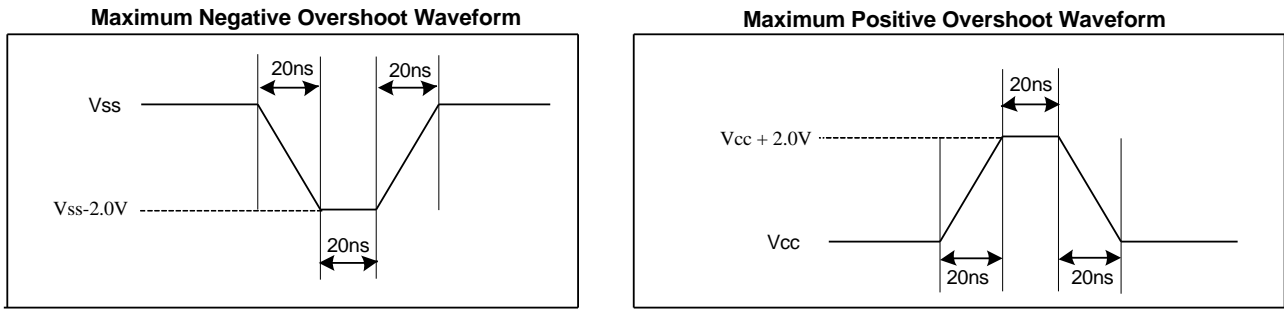 Maximum Negative Overshoot Waveform
20ns
20ns
Vss
Vss-2.0V
20ns
Maximum Positive Overshoot Waveform
20ns
Vcc + 2.0V
Vcc
20ns
20ns